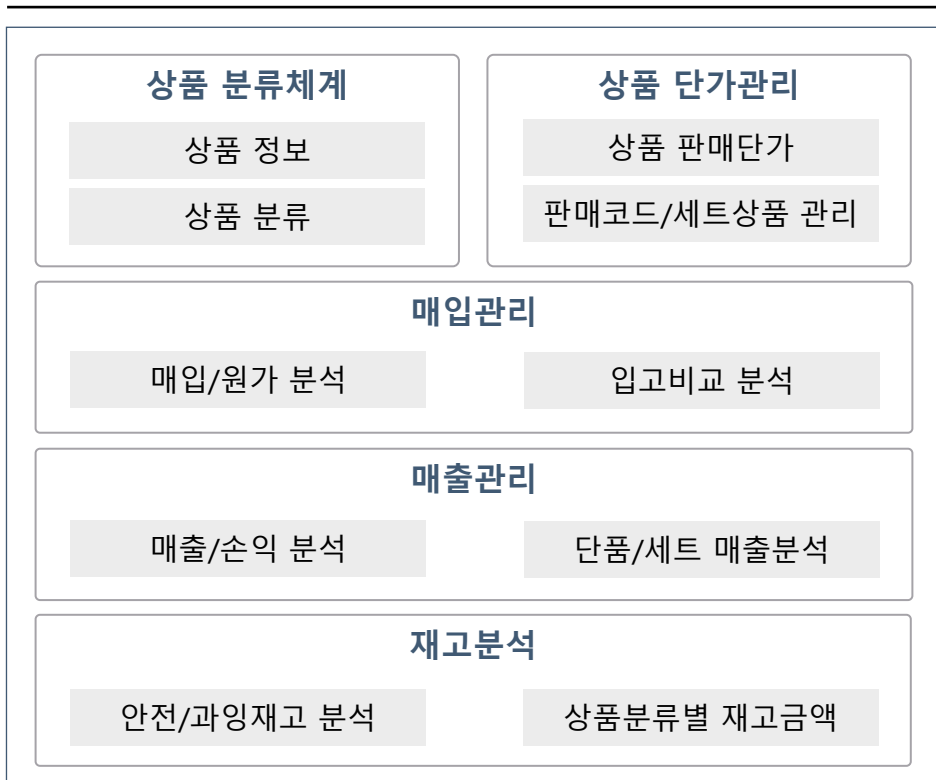 상품 분류체계
상품 정보
상품 분류
상품 단가관리
상품 판매단가
판매코드/세트상품 관리
매입관리
매입/원가 분석
입고비교 분석
매출관리
매출/손익 분석
단품/세트 매출분석
재고분석
안전/과잉재고 분석
상품분류별 재고금액